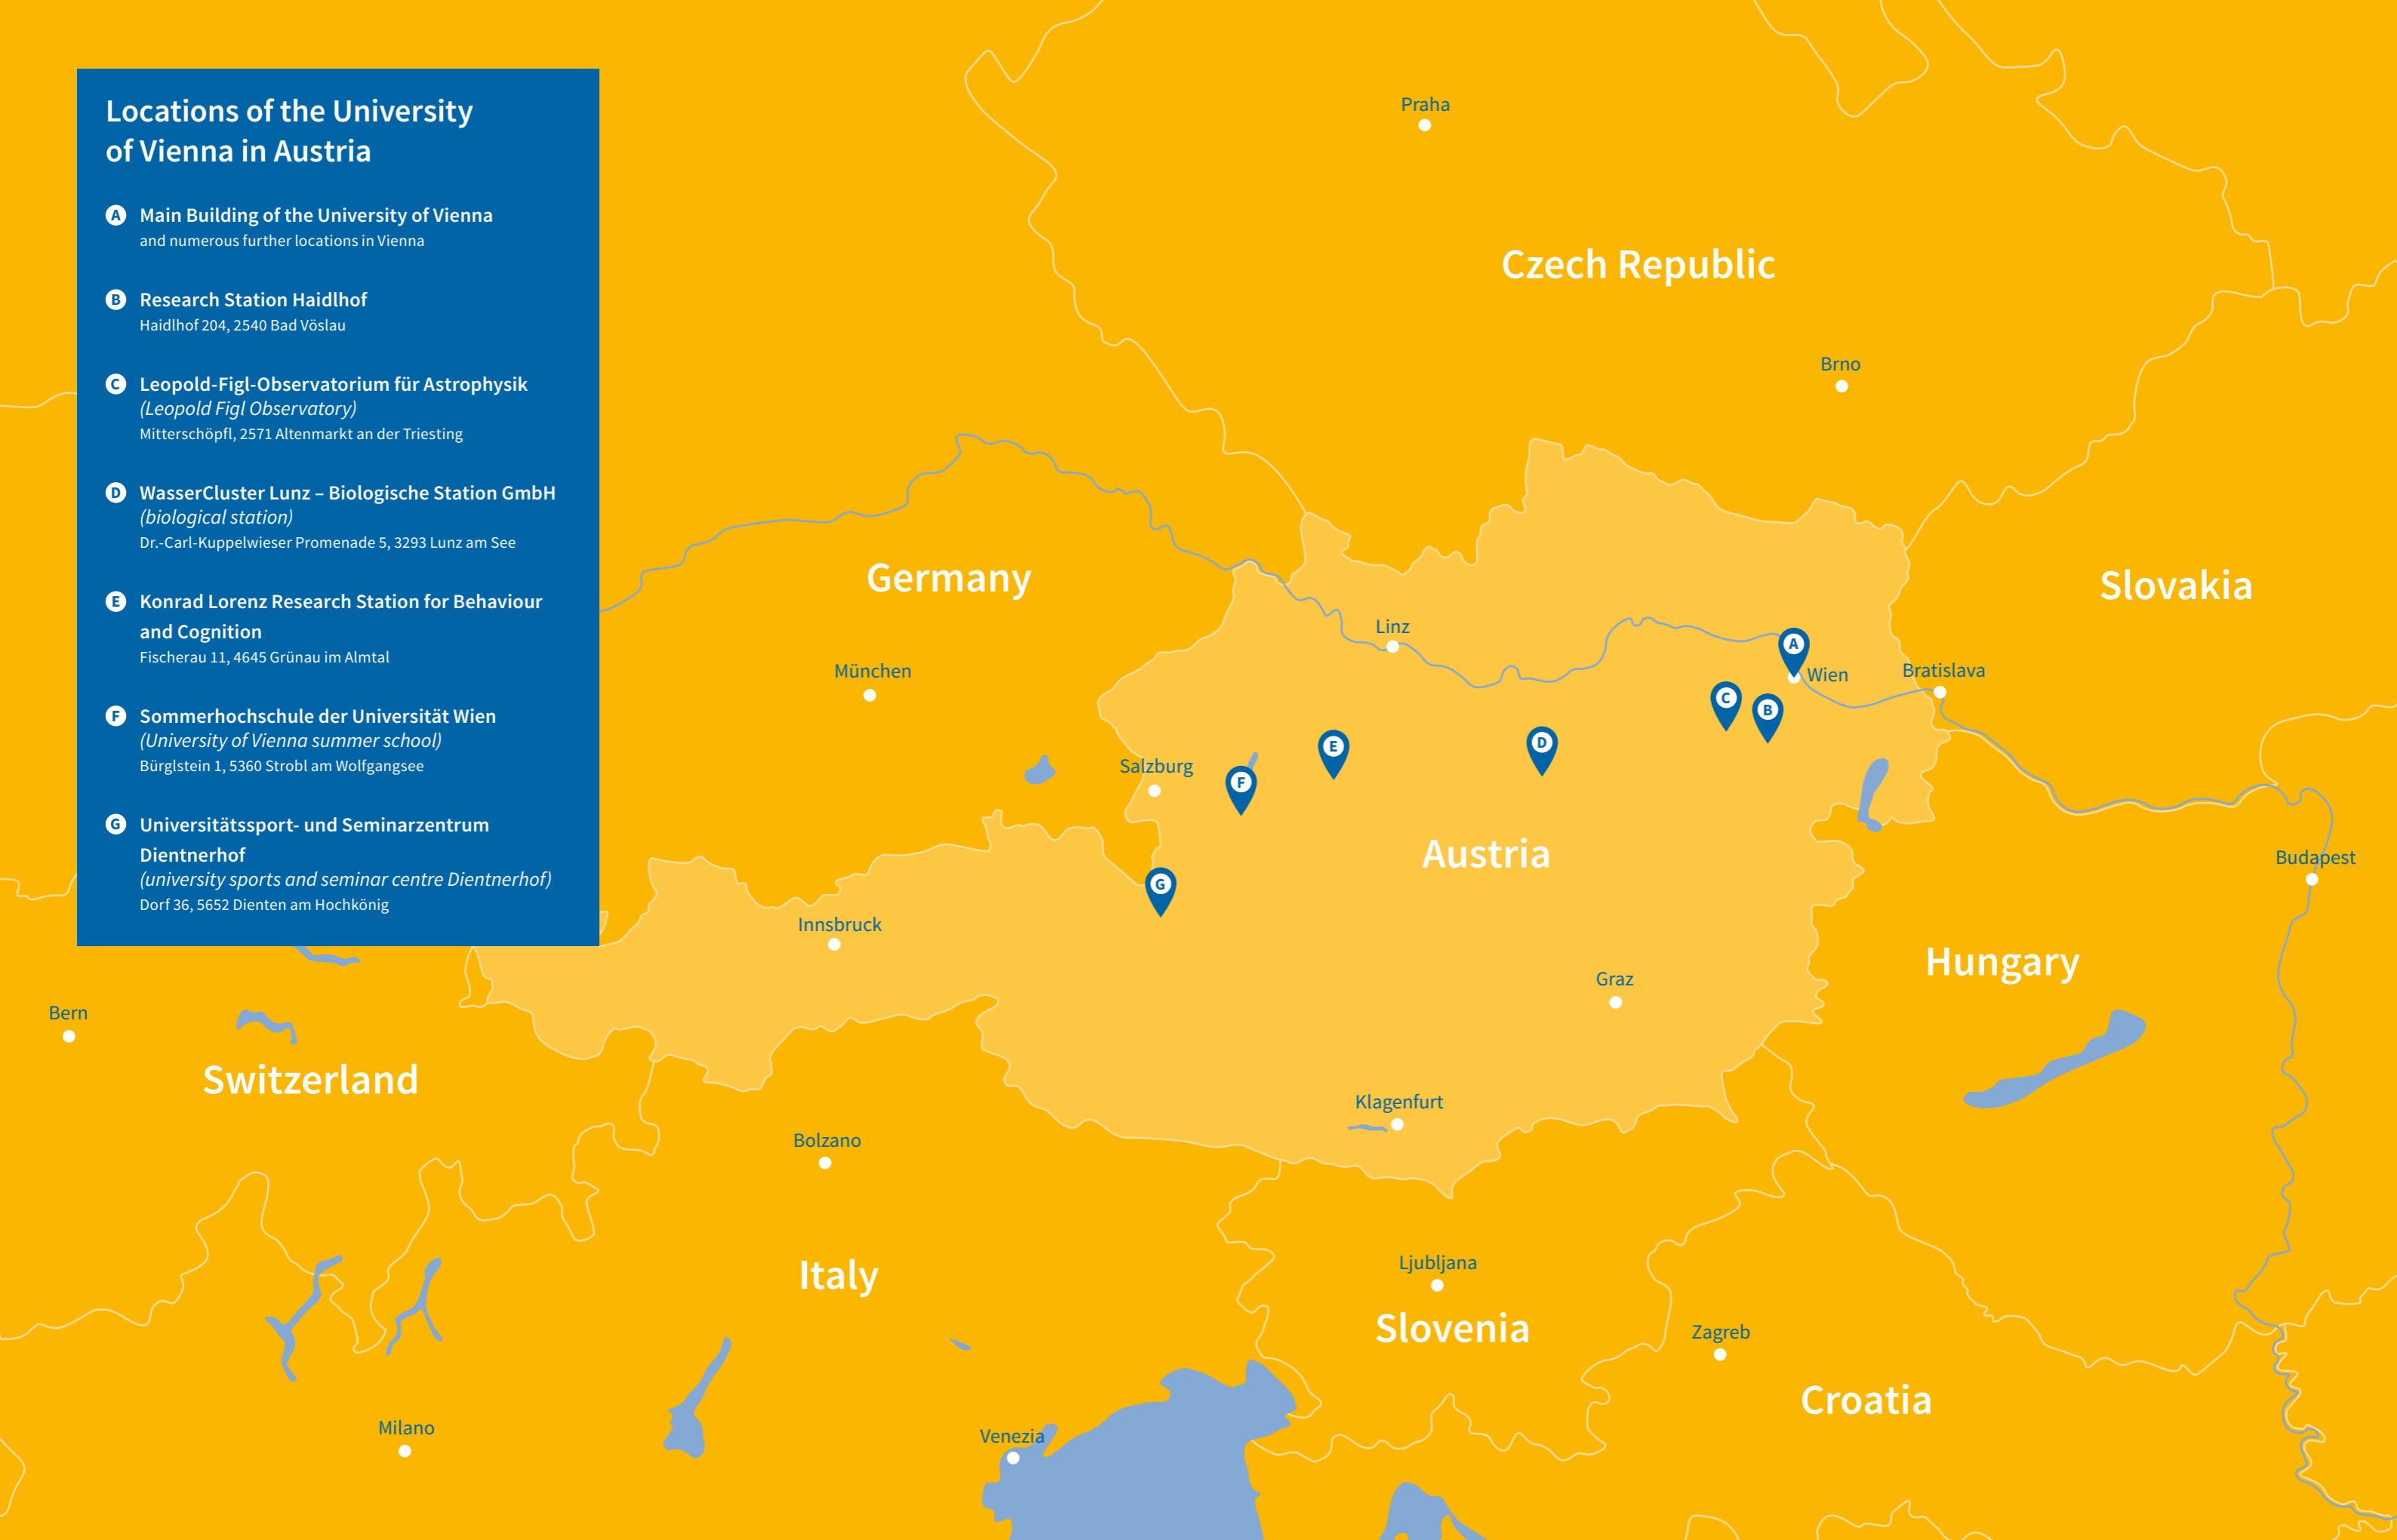 Locations of the University
of Vienna in Austria
A Main Building of the University of Vienna
and numerous further locations in Vienna
B Research Station Haidlhof
Haidlhof 204, 2540 Bad Vöslau
C Leopold-Figl-Observatorium für Astrophysik
(Leopold Figl Observatory)
Mitterschöpfl, 2571 Altenmarkt an der Triesting
D WasserCluster Lunz – Biologische Station GmbH
(biological station)
Dr.-Carl-Kuppelwieser Promenade 5, 3293 Lunz am See
E Konrad Lorenz Research Station for Behaviour
and Cognition
Fischerau 11, 4645 Grünau im Almtal
F Sommerhochschule der Universität Wien
(University of Vienna summer school)
Bürglstein 1, 5360 Strobl am Wolfgangsee
G Universitätssport- und Seminarzentrum
Dientnerhof
(university sports and seminar centre Dientnerhof)
Dorf 36, 5652 Dienten am Hochkönig
Praha
Czech Republic
Brno
Germany
Slovakia
Linz
A
Wien
Bratislava
München
C
B
E
D
Salzburg
F
Austria
Budapest
G
Innsbruck
Hungary
Graz
Bern
Switzerland
Klagenfurt
Bolzano
Ljubljana
Italy
Slovenia
Zagreb
Croatia
Milano
Venezia